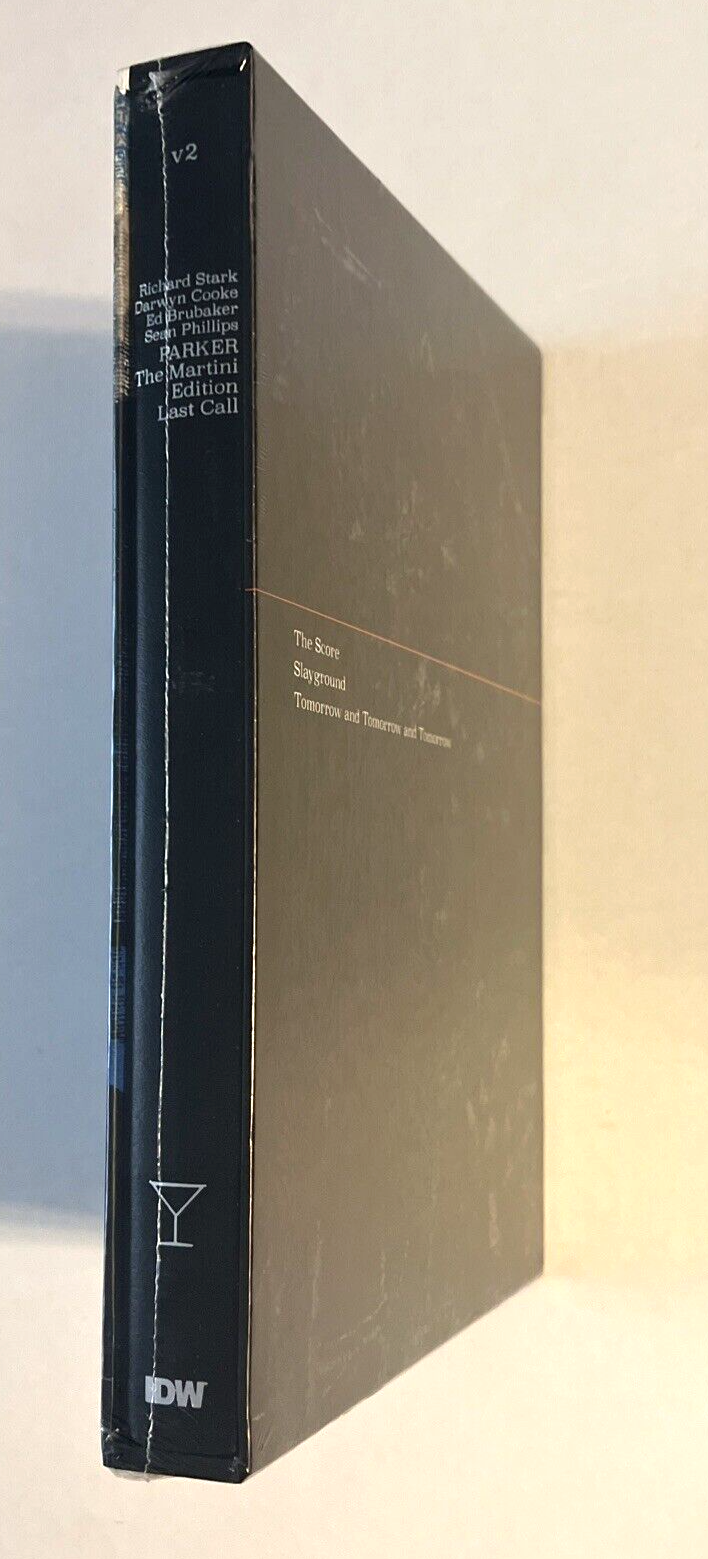 v2
Richard Stark
Darwyn Cooke
Ed Brubaker
Sean Phillips
PARKER
The Martini
Edition
Last Call
IDW
The Score
Slayground
Tomorrow and Tomorrow and Tomorrow